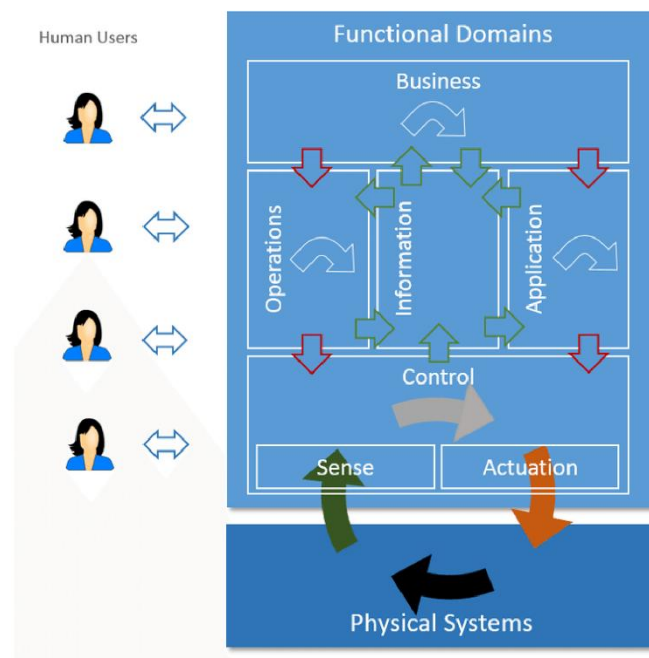 Human Users
Functional Domains
Business
Operations
Information
Application
Control
Sense
Actuation
Physical Systems